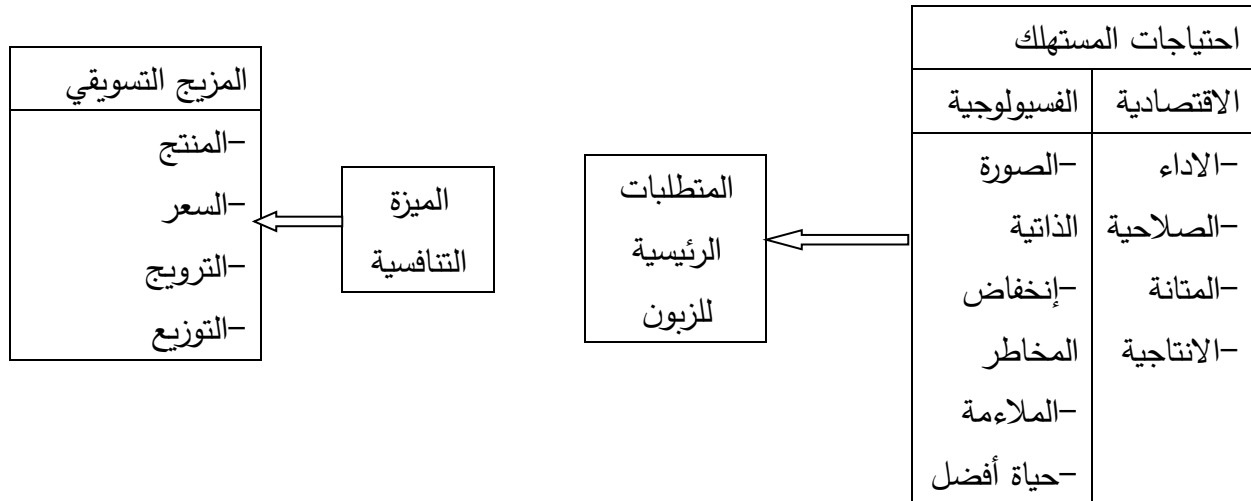 احتياجات المستهلك
الاقتصادية
-الاداء
-الصلاحية
-المتانة
-الانتاجية
الفسيولوجية
-الصورة
الذاتية
-إنخفاض
المخاطر
-الملاءمة
-حياة أفضل
المتطلبات
الرئيسية
للزبون
الميزة
التنافسية
المزيج التسويقي
-المنتج
-السعر
-الترويج
-التوزيع